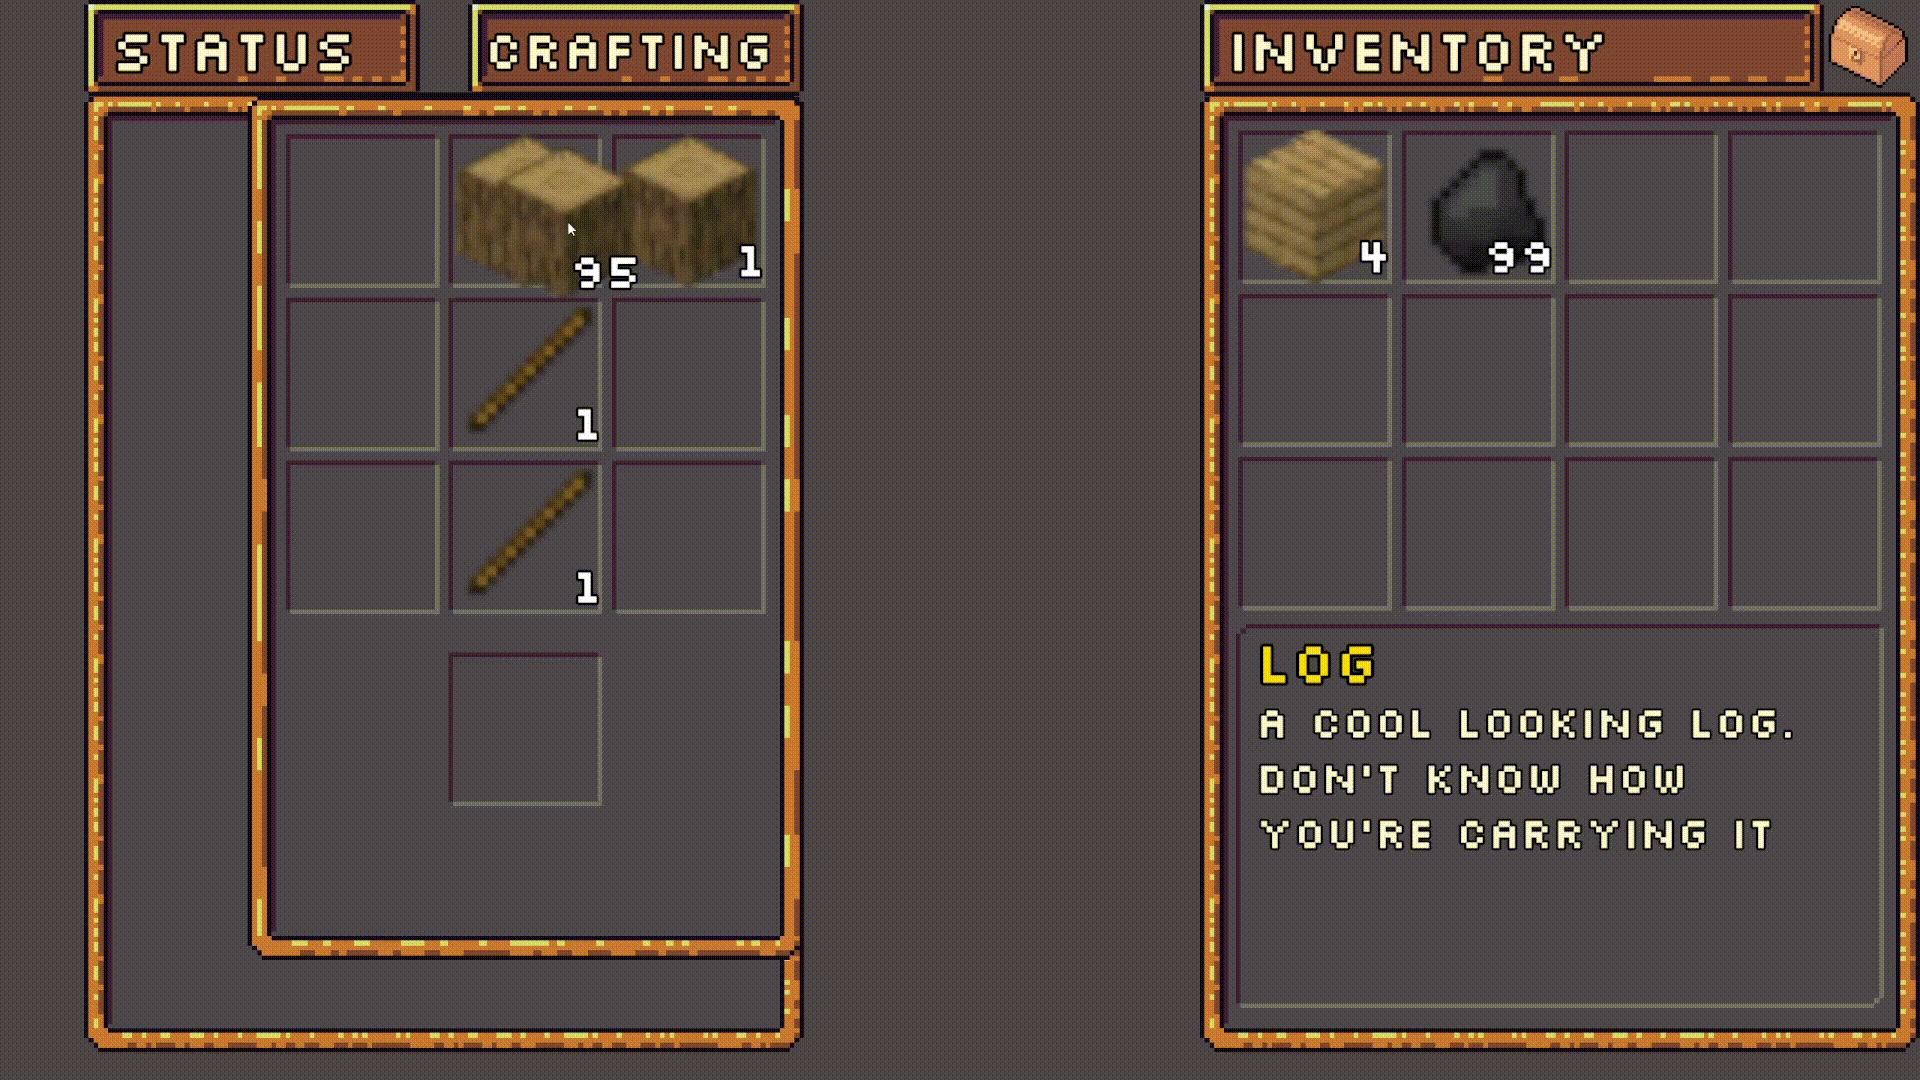 STATUS
CRAFTING
INVENTORY
95
1
4
99
1
1
LOG
A COOL LOOKING LOG.
DON'T KNOW HOW
YOU'RE CARRYING IT